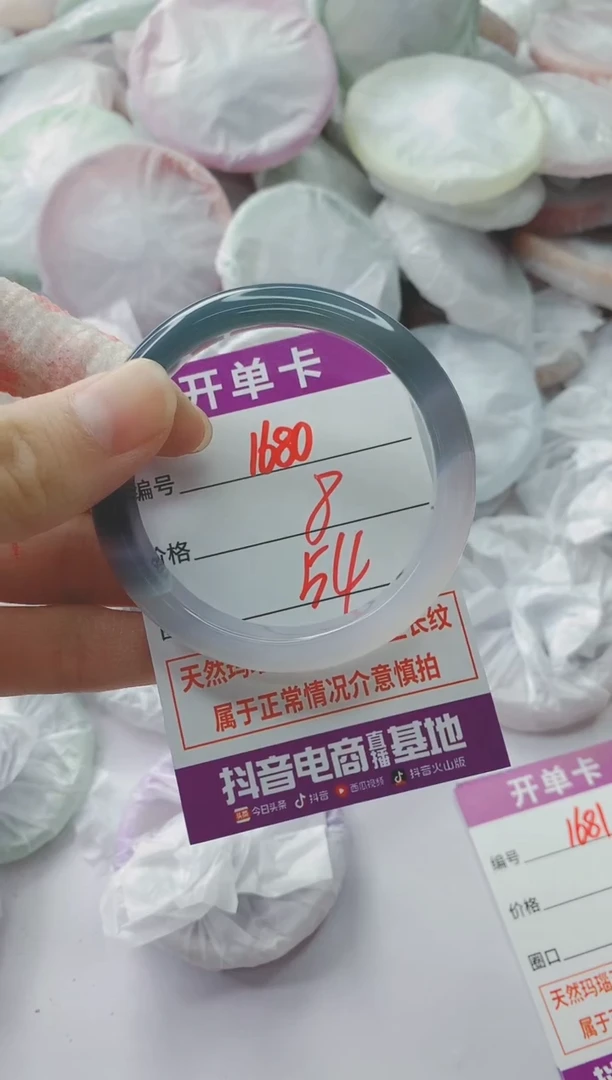 开单卡
编号 1680
价格 8
54
天然玛 长纹
属于正常情况介意慎拍
抖音电商直播基地
头条 今日头条 抖音 西瓜视频 抖音火山版
开单卡
编号 1681
价格
圈口
天然玛瑙
属于